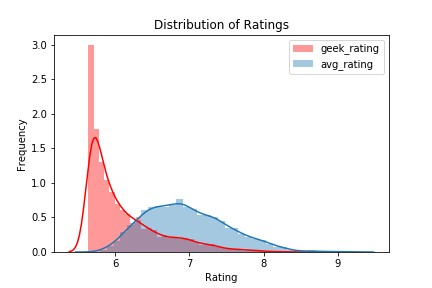 Distribution of Ratings
3.0
2.5
2.0
1.5
1.0
0.5
0.0
Frequency
geek_rating
avg_rating
6 7 8 9
Rating